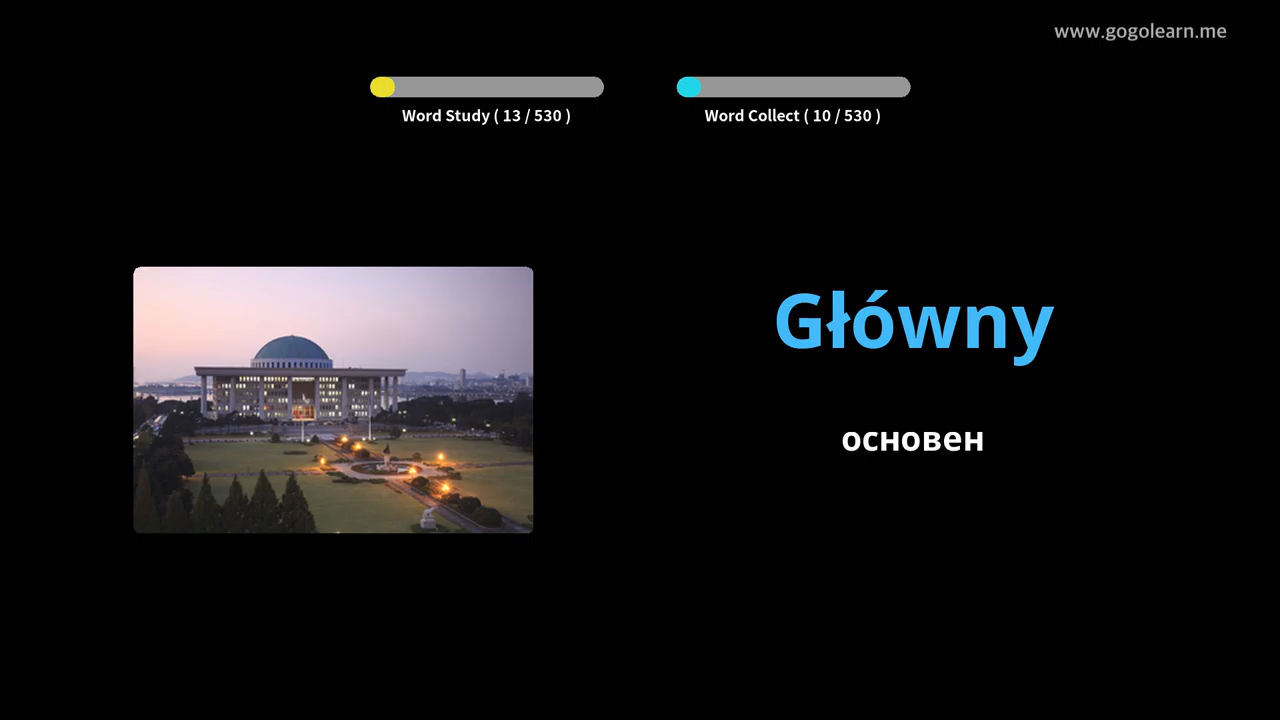 www.gogolearn.me
Word Study ( 13 / 530 )
Word Collect ( 10 / 530 )
Główny
основен